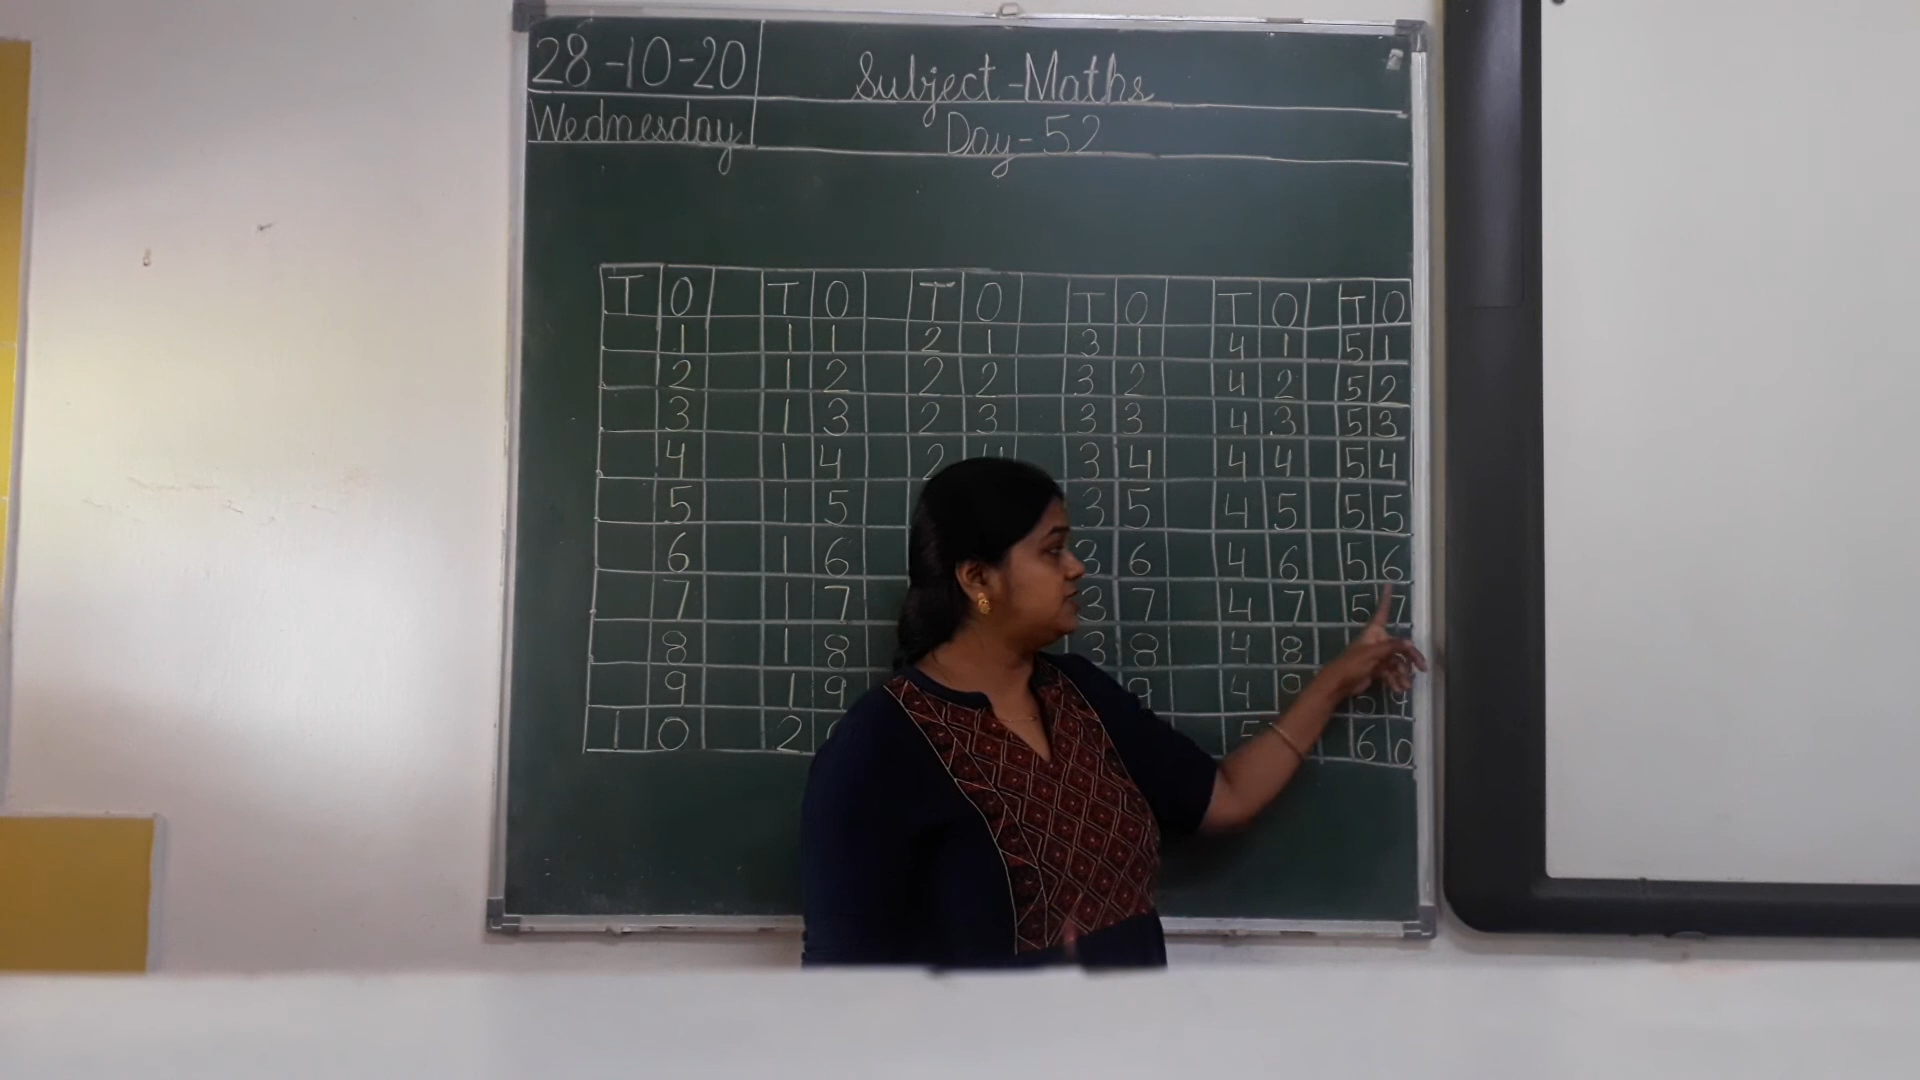 28-10-20 Subject-Maths
Wednesday Day-52
T O T O T O T O T O T O
1 1 1 2 1 3 1 4 1 5 1
2 1 2 2 2 3 2 4 2 5 2
3 1 3 2 3 3 3 4 3 5 3
4 1 4 2 4 3 4 4 4 5 4
5 1 5 3 5 4 5 5 5
6 1 6 3 6 4 6 5 6
7 1 7 3 7 4 7 5 7
8 1 8 3 8 4 8
9 1 9 9 4 9 5 9
1 0 2 5 6 0